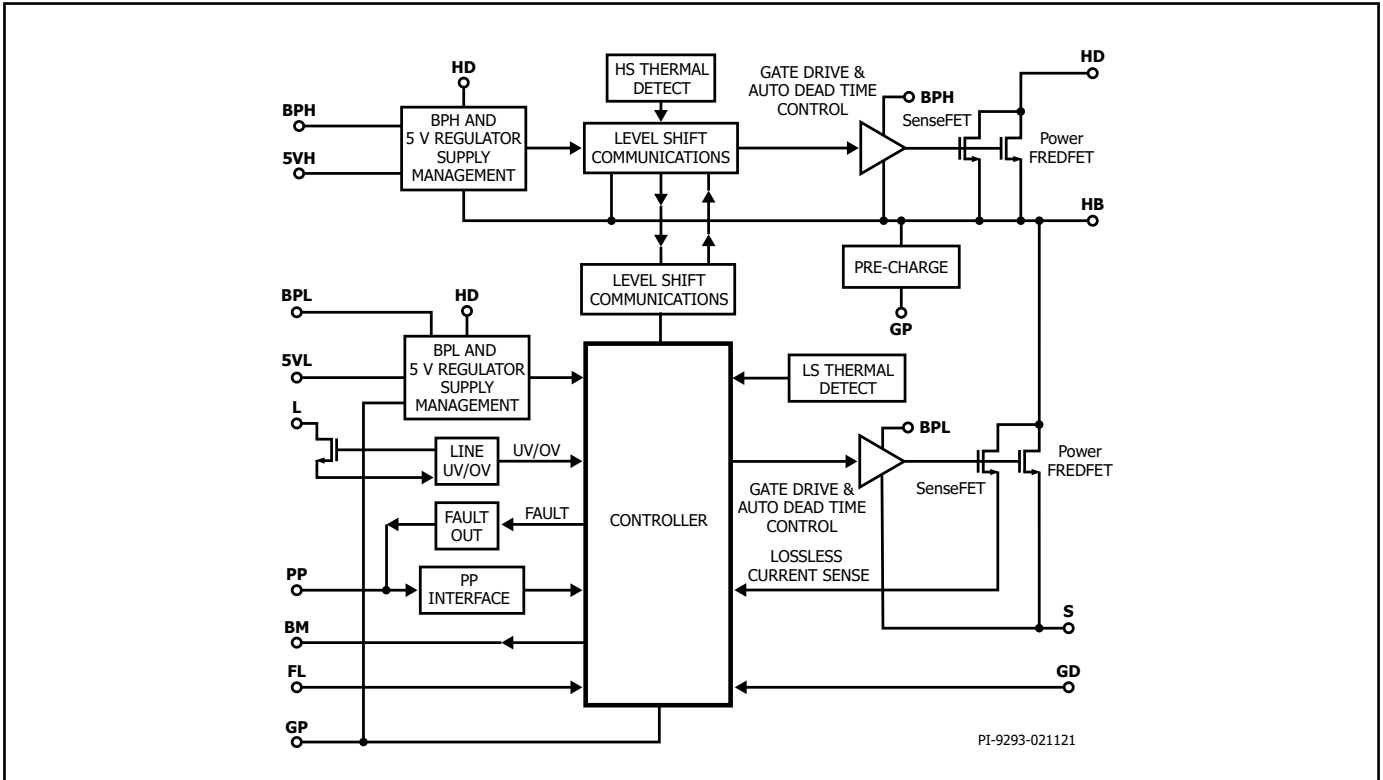 HD
BPH
5VH
BPH AND
5 V REGULATOR
SUPPLY
MANAGEMENT
HS THERMAL
DETECT
LEVEL SHIFT
COMMUNICATIONS
GATE DRIVE &
AUTO DEAD TIME
CONTROL
BPH
SenseFET
HD
Power
FREDFET
HB
PRE-CHARGE
GP
LEVEL SHIFT
COMMUNICATIONS
BPL
HD
5VL
BPL AND
5 V REGULATOR
SUPPLY
MANAGEMENT
LS THERMAL
DETECT
L
LINE
UV/OV
UV/OV
BPL
Power
FREDFET
SenseFET
GATE DRIVE &
AUTO DEAD TIME
CONTROL
FAULT
OUT
FAULT
CONTROLLER
LOSSLESS
CURRENT SENSE
PP
PP
INTERFACE
S
BM
FL
GD
GP
PI-9293-021121